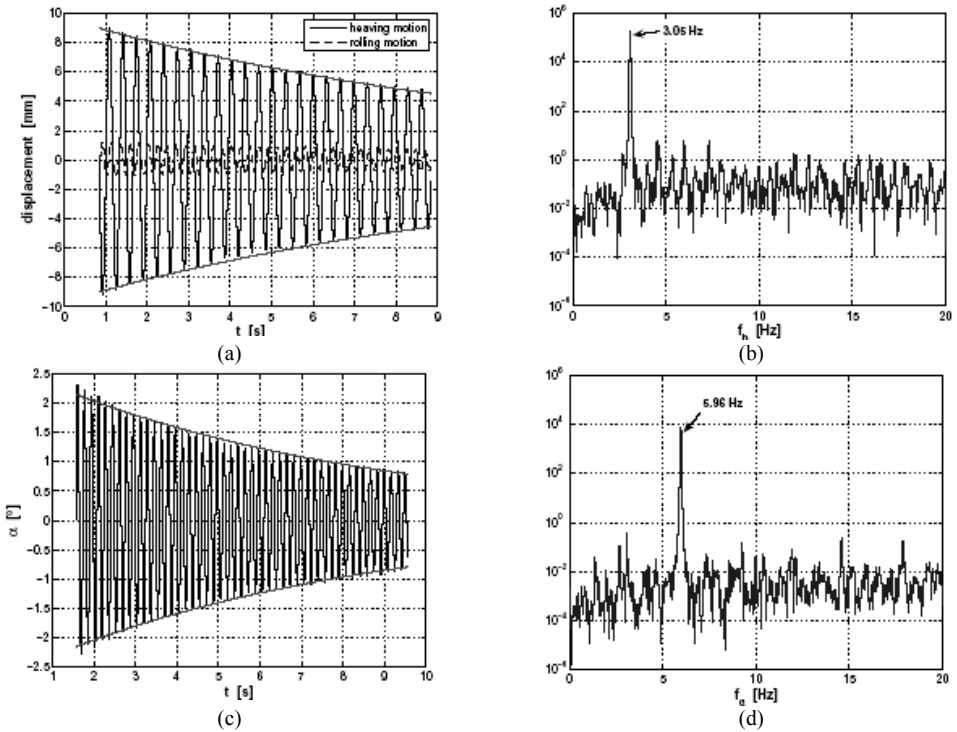 10
8
6
4
2
0
−2
−4
−6
−8
−10
displacement [mm]
heaving motion
rolling motion
0 1 2 3 4 5 6 7 8 9
t [s]
(a)
10^6
10^4
10^2
10^0
10^−2
10^−4
10^−6
3.05 Hz
0 5 10 15 20
f_h [Hz]
(b)
2.5
2
1.5
1
0.5
0
−0.5
−1
−1.5
−2
−2.5
α [º]
1 2 3 4 5 6 7 8 9 10
t [s]
(c)
10^6
10^4
10^2
10^0
10^−2
10^−4
10^−6
5.96 Hz
0 5 10 15 20
f_α [Hz]
(d)